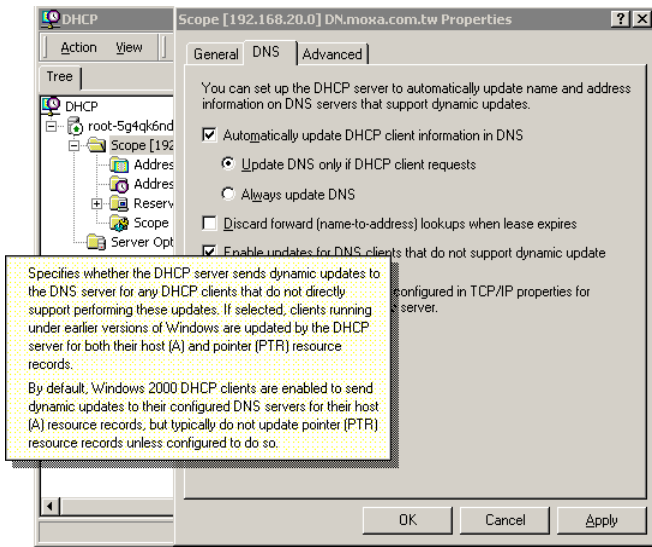 DHCP
Action View
Tree
DHCP
root-5g4qk6nd
Scope [192
Addres
Addres
Reserv
Scope
Server Opt
Scope [192.168.20.0] DN.moxa.com.tw Properties
General DNS Advanced
You can set up the DHCP server to automatically update name and address
information on DNS servers that support dynamic updates.
Automatically update DHCP client information in DNS
Update DNS only if DHCP client requests
Always update DNS
Discard forward (name-to-address) lookups when lease expires
Enable updates for DNS clients that do not support dynamic update
configured in TCP/IP properties for
server.
Specifies whether the DHCP server sends dynamic updates to
the DNS server for any DHCP clients that do not directly
support performing these updates. If selected, clients running
under earlier versions of Windows are updated by the DHCP
server for both their host (A) and pointer (PTR) resource
records.
By default, Windows 2000 DHCP clients are enabled to send
dynamic updates to their configured DNS servers for their host
(A) resource records, but typically do not update pointer (PTR)
resource records unless configured to do so.
OK Cancel Apply